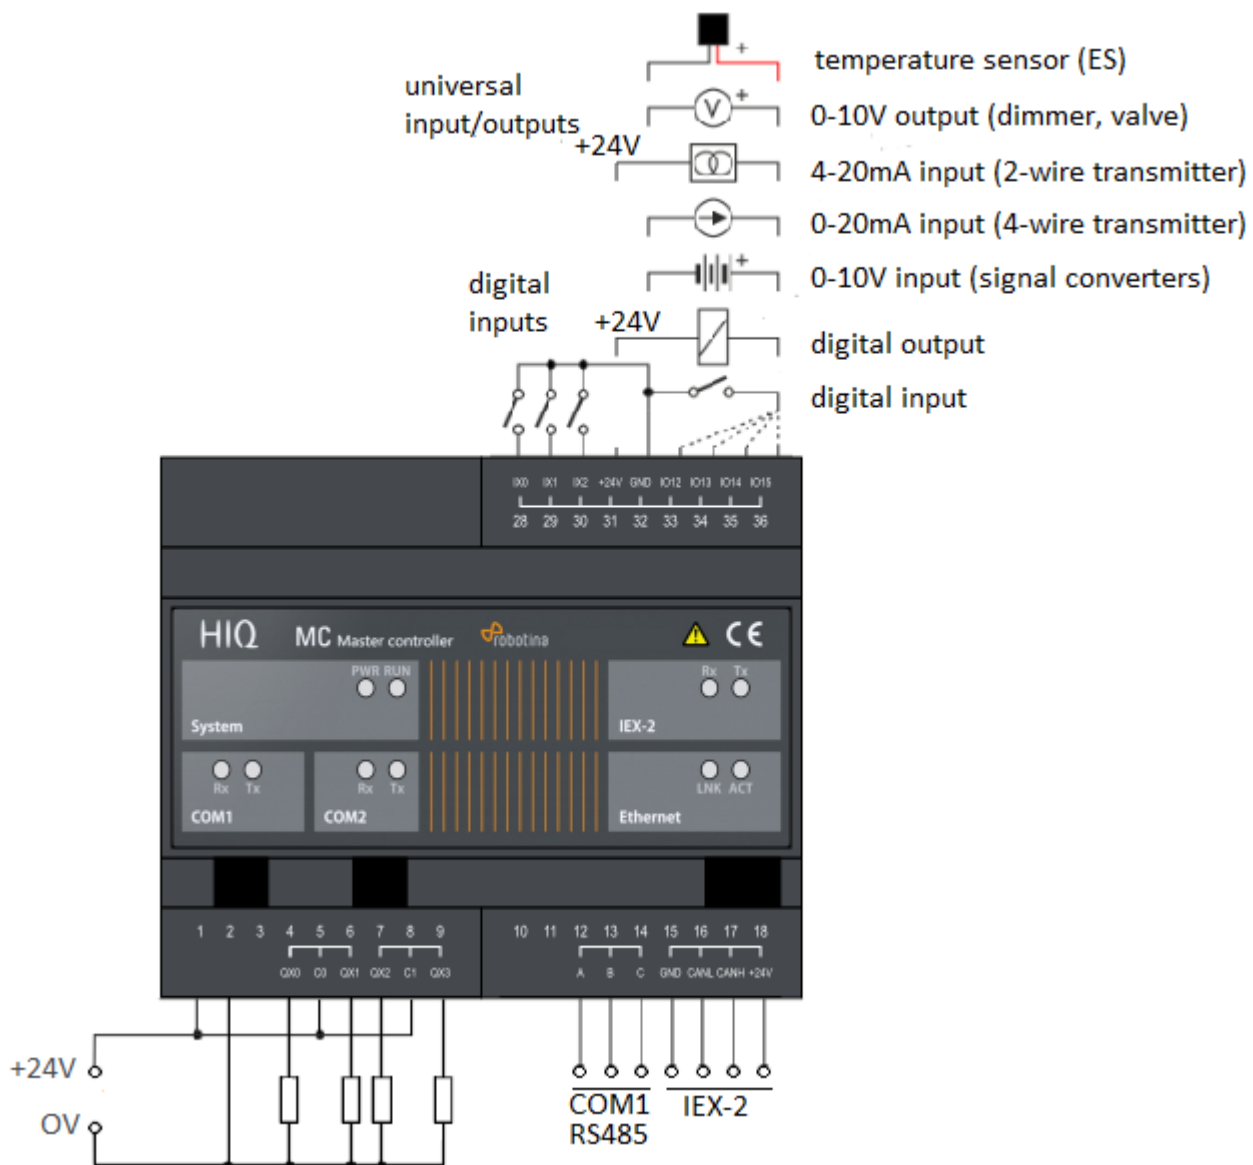 temperature sensor (ES)
universal
input/outputs
0-10V output (dimmer, valve)
+24V
4-20mA input (2-wire transmitter)
0-20mA input (4-wire transmitter)
0-10V input (signal converters)
digital
inputs
+24V
digital output
digital input
IX0 IX1 IX2 +24V GND IO12 IO13 IO14 IO15
28 29 30 31 32 33 34 35 36
HIQ MC Master controller robotina CE
PWR RUN
Rx Tx
System
IEX-2
Rx Tx
Rx Tx
LNK ACT
COM1
COM2
Ethernet
1 2 3 4 5 6 7 8 9
10 11 12 13 14 15 16 17 18
QX0 C0 QX1 QX2 C1 QX3
A B C GND CANL CANH +24V
+24V
OV
COM1
RS485
IEX-2